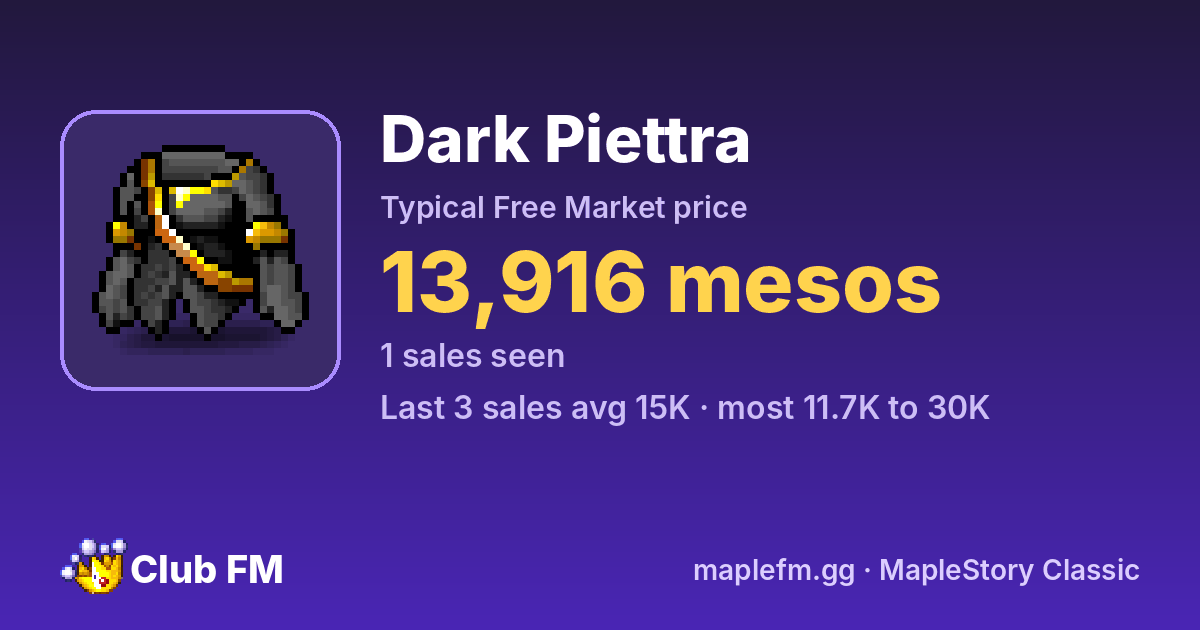 Dark Piettra
Typical Free Market price
13,916 mesos
1 sales seen
Last 3 sales avg 15K · most 11.7K to 30K
Club FM
maplefm.gg · MapleStory Classic